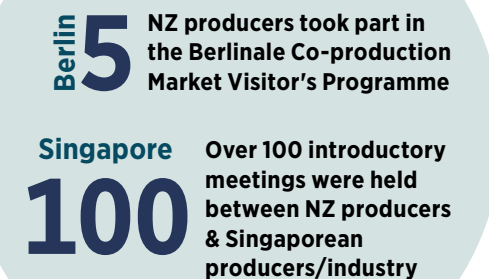 Berlin
5
NZ producers took part in
the Berlinale Co-production
Market Visitor's Programme
Singapore
100
Over 100 introductory
meetings were held
between NZ producers
& Singaporean
producers/industry